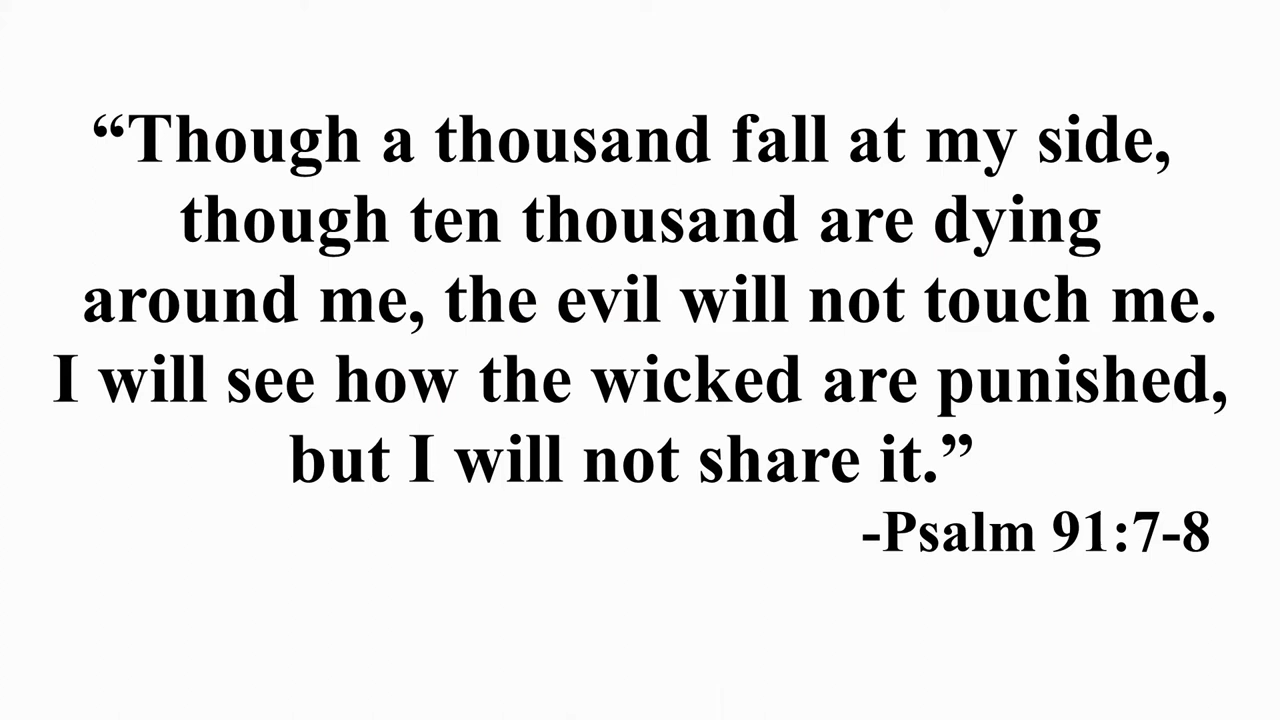 “Though a thousand fall at my side,
though ten thousand are dying
around me, the evil will not touch me.
I will see how the wicked are punished,
but I will not share it.”
-Psalm 91:7-8